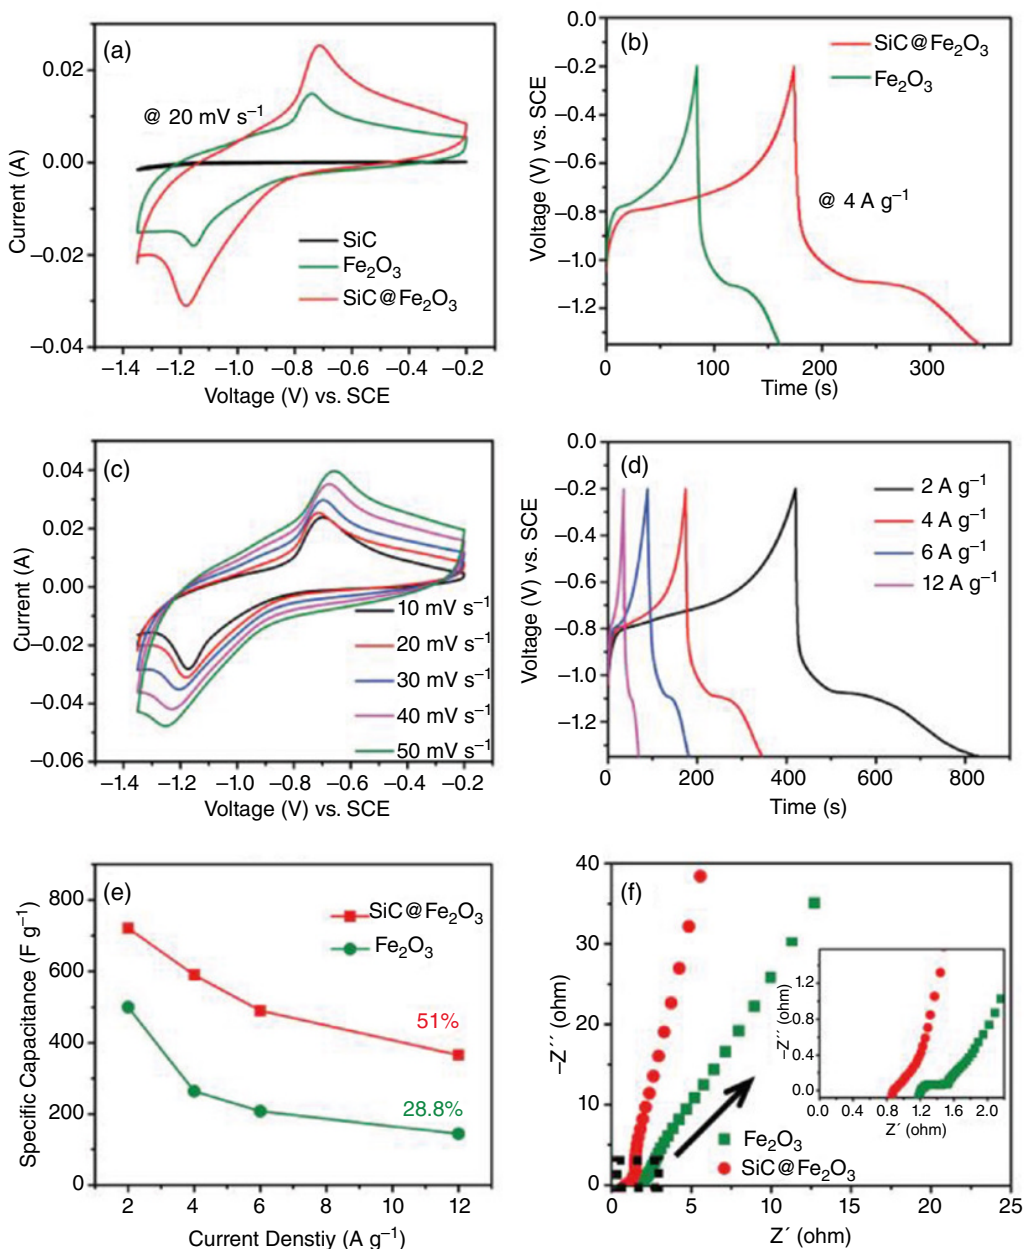 (a)
@ 20 mV s⁻¹
SiC
Fe₂O₃
SiC@Fe₂O₃
0.02
0.00
−0.02
−0.04
Current (A)
−1.4 −1.2 −1.0 −0.8 −0.6 −0.4 −0.2
Voltage (V) vs. SCE
(b)
SiC@Fe₂O₃
Fe₂O₃
@ 4 A g⁻¹
0.0
−0.2
−0.4
−0.6
−0.8
−1.0
−1.2
Voltage (V) vs. SCE
0 100 200 300
Time (s)
(c)
10 mV s⁻¹
20 mV s⁻¹
30 mV s⁻¹
40 mV s⁻¹
50 mV s⁻¹
0.04
0.02
0.00
−0.02
−0.04
−0.06
Current (A)
−1.4 −1.2 −1.0 −0.8 −0.6 −0.4 −0.2
Voltage (V) vs. SCE
(d)
2 A g⁻¹
4 A g⁻¹
6 A g⁻¹
12 A g⁻¹
0.0
−0.2
−0.4
−0.6
−0.8
−1.0
−1.2
Voltage (V) vs. SCE
0 200 400 600 800
Time (s)
(e)
SiC@Fe₂O₃
Fe₂O₃
51%
28.8%
800
600
400
200
0
Specific Capacitance (F g⁻¹)
2 4 6 8 10 12
Current Denstiy (A g⁻¹)
(f)
40
30
20
10
0
−Z´´ (ohm)
0 5 10 15 20 25
Z´ (ohm)
Fe₂O₃
SiC@Fe₂O₃
−1.2
−0.8
−0.4
0.0
−Z´´ (ohm)
0.0 0.4 0.8 1.2 1.6 2.0
Z´ (ohm)